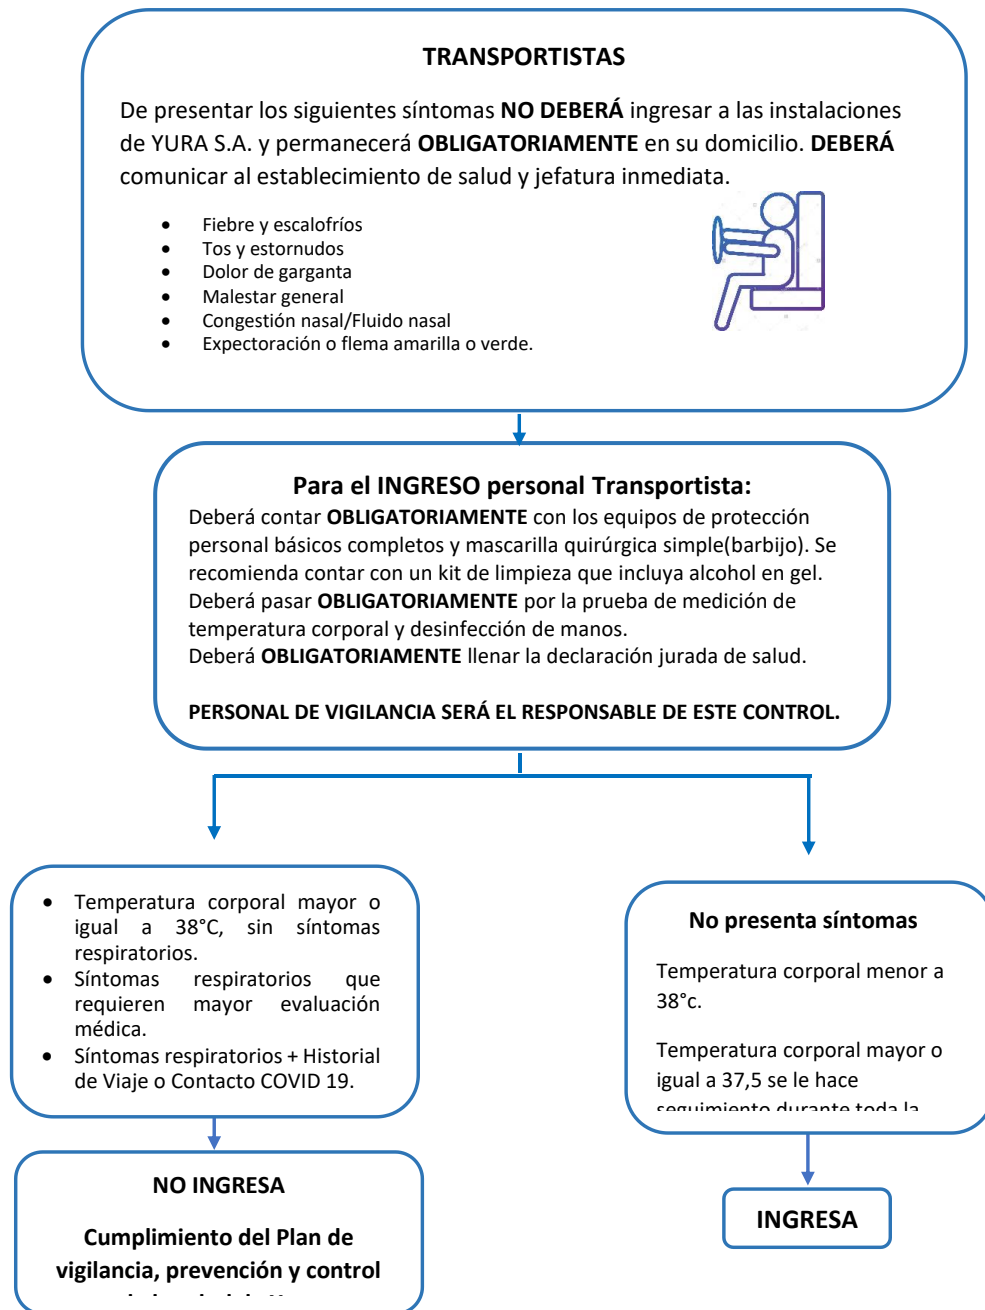 TRANSPORTISTAS
De presentar los siguientes síntomas NO DEBERÁ ingresar a las instalaciones
de YURA S.A. y permanecerá OBLIGATORIAMENTE en su domicilio. DEBERÁ
comunicar al establecimiento de salud y jefatura inmediata.
• Fiebre y escalofríos
• Tos y estornudos
• Dolor de garganta
• Malestar general
• Congestión nasal/Fluido nasal
• Expectoración o flema amarilla o verde.
Para el INGRESO personal Transportista:
Deberá contar OBLIGATORIAMENTE con los equipos de protección
personal básicos completos y mascarilla quirúrgica simple(barbijo). Se
recomienda contar con un kit de limpieza que incluya alcohol en gel.
Deberá pasar OBLIGATORIAMENTE por la prueba de medición de
temperatura corporal y desinfección de manos.
Deberá OBLIGATORIAMENTE llenar la declaración jurada de salud.
PERSONAL DE VIGILANCIA SERÁ EL RESPONSABLE DE ESTE CONTROL.
• Temperatura corporal mayor o
igual a 38°C, sin síntomas
respiratorios.
• Síntomas respiratorios que
requieren mayor evaluación
médica.
• Síntomas respiratorios + Historial
de Viaje o Contacto COVID 19.
NO INGRESA
Cumplimiento del Plan de
vigilancia, prevención y control
No presenta síntomas
Temperatura corporal menor a
38°c.
Temperatura corporal mayor o
igual a 37,5 se le hace
seguimiento durante toda la
INGRESA